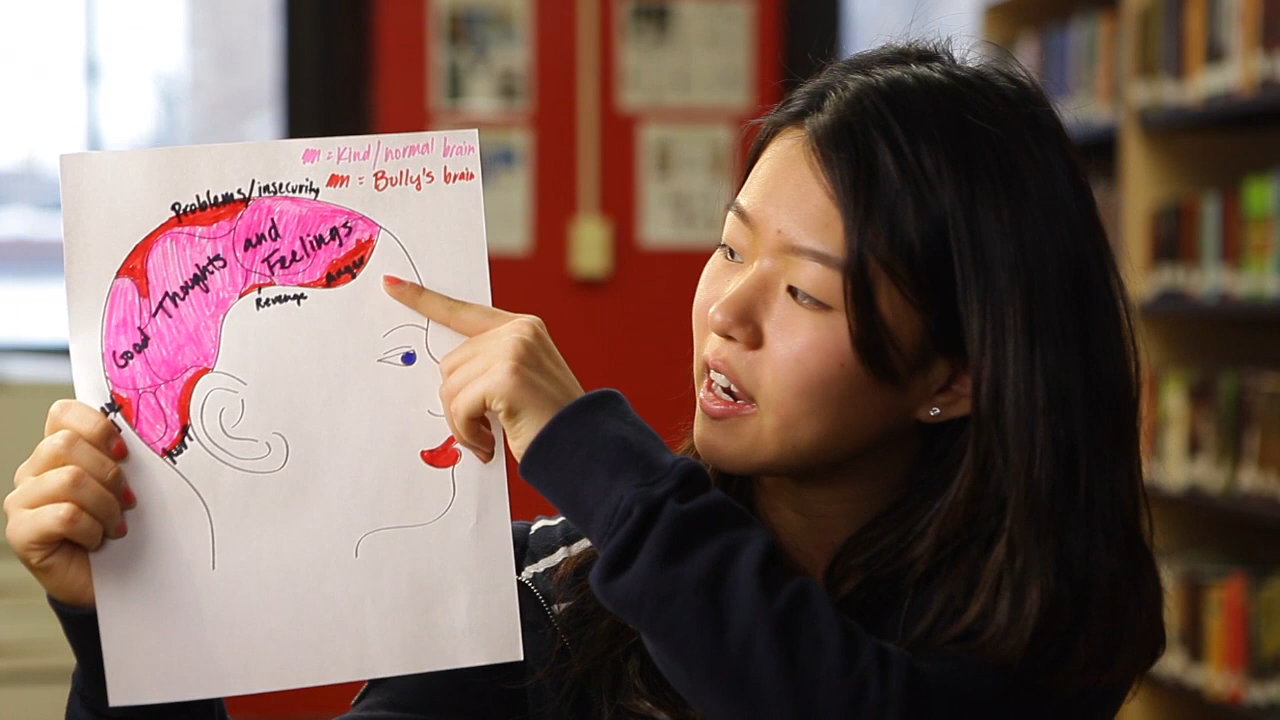 = Kind/normal brain
= Bully's brain
Problems/insecurity
Good Thoughts and Feelings
Anger
Revenge